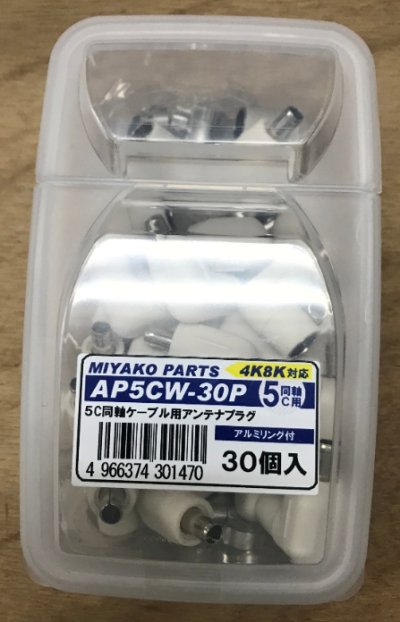 MIYAKO PARTS 4K8K対応
AP5CW-30P 5C同軸用
5C同軸ケーブル用アンテナプラグ
アルミリング付
30個入
4 966374 301470